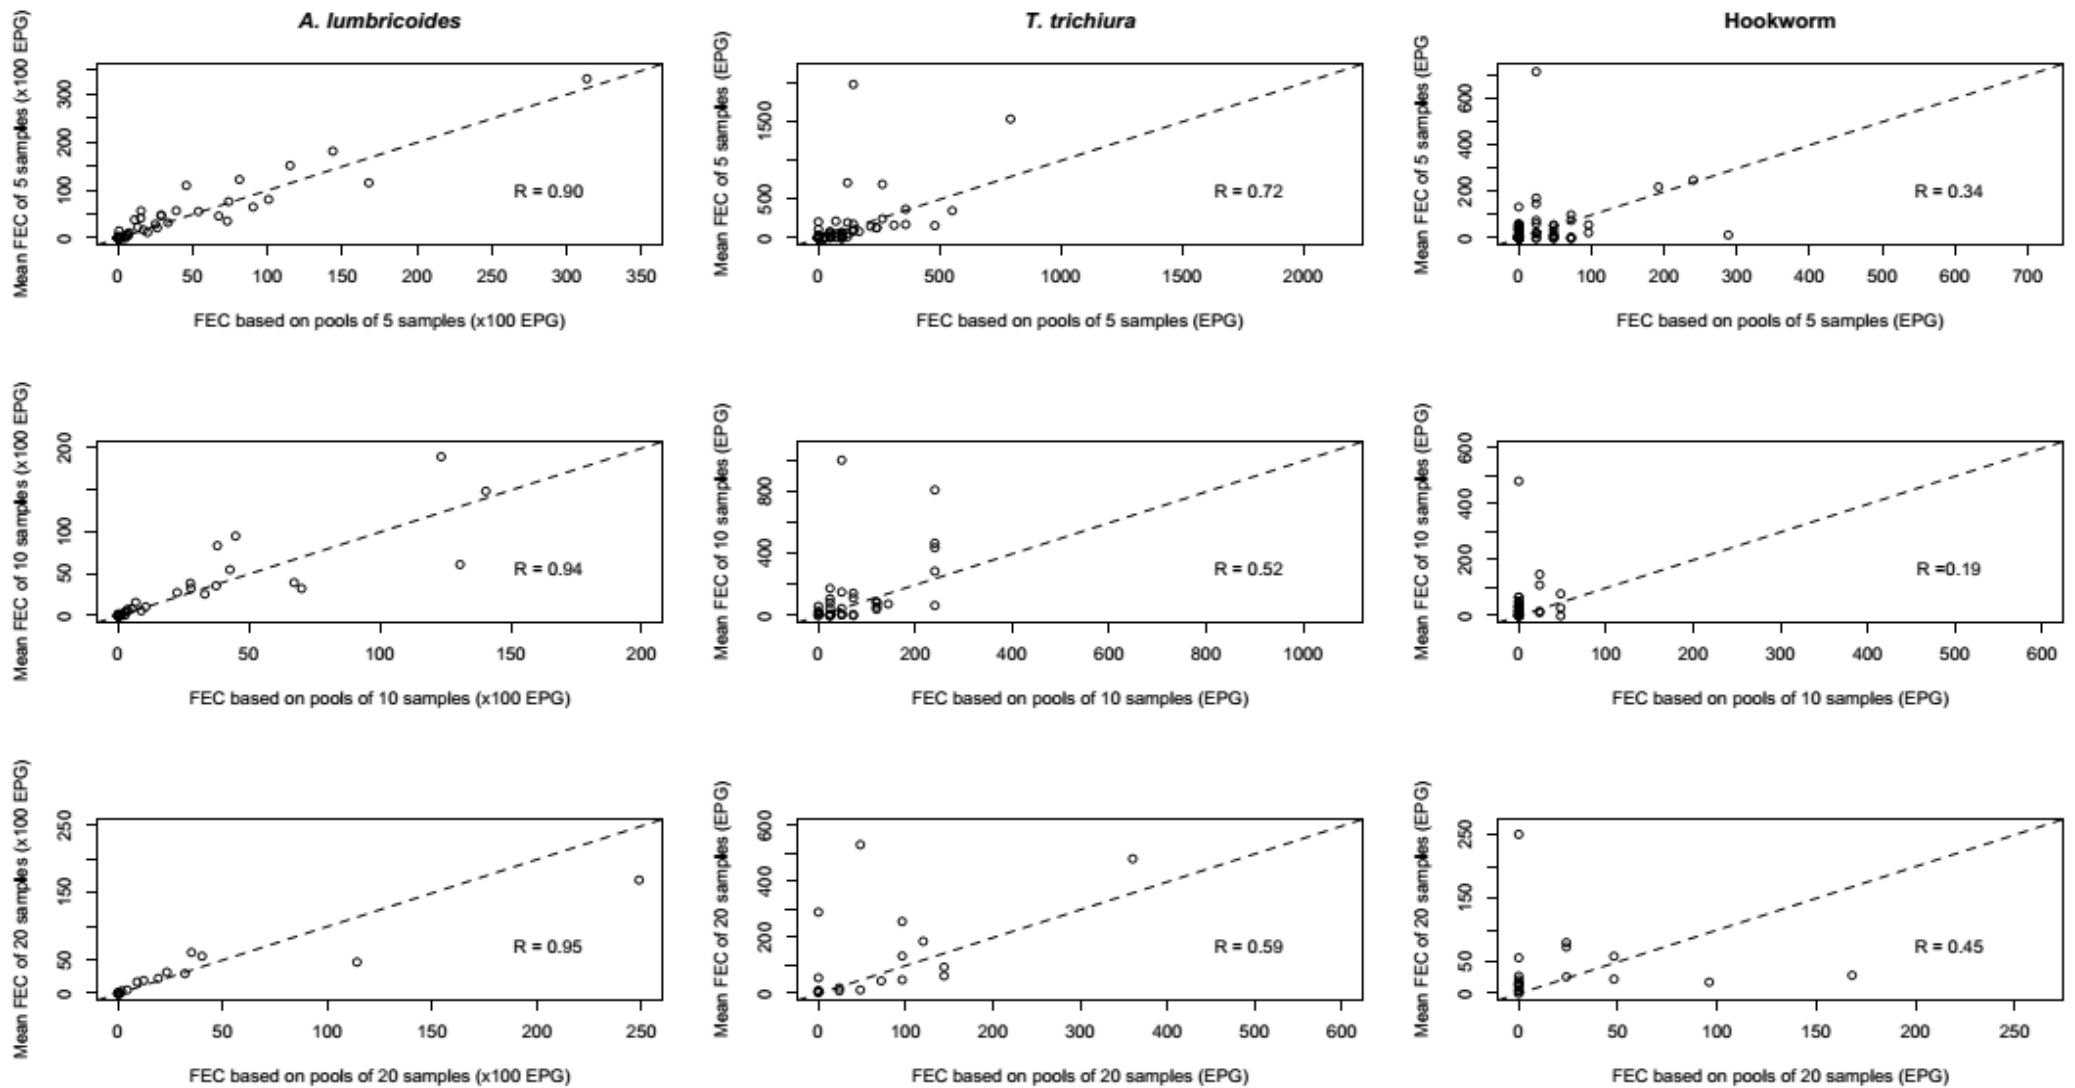 A. lumbricoides
T. trichiura
Hookworm
Mean FEC of 5 samples (x100 EPG)
0 100 200 300
R = 0.90
0 50 100 150 200 250 300 350
FEC based on pools of 5 samples (x100 EPG)
Mean FEC of 5 samples (EPG)
0 500 1500
R = 0.72
0 500 1000 1500 2000
FEC based on pools of 5 samples (EPG)
Mean FEC of 5 samples (EPG
0 200 400 600
R = 0.34
0 100 200 300 400 500 600 700
FEC based on pools of 5 samples (EPG)
Mean FEC of 10 samples (x100 EPG)
0 50 100 200
R = 0.94
0 50 100 150 200
FEC based on pools of 10 samples (x100 EPG)
Mean FEC of 10 samples (EPG)
0 400 800
R = 0.52
0 200 400 600 800 1000
FEC based on pools of 10 samples (EPG)
Mean FEC of 10 samples (EPG)
0 200 400 600
R =0.19
0 100 200 300 400 500 600
FEC based on pools of 10 samples (EPG)
Mean FEC of 20 samples (x100 EPG)
0 50 150 250
R = 0.95
0 50 100 150 200 250
FEC based on pools of 20 samples (x100 EPG)
Mean FEC of 20 samples (EPG)
0 200 400 600
R = 0.59
0 100 200 300 400 500 600
FEC based on pools of 20 samples (EPG)
Mean FEC of 20 samples (EPG)
0 50 150 250
R = 0.45
0 50 100 150 200 250
FEC based on pools of 20 samples (EPG)